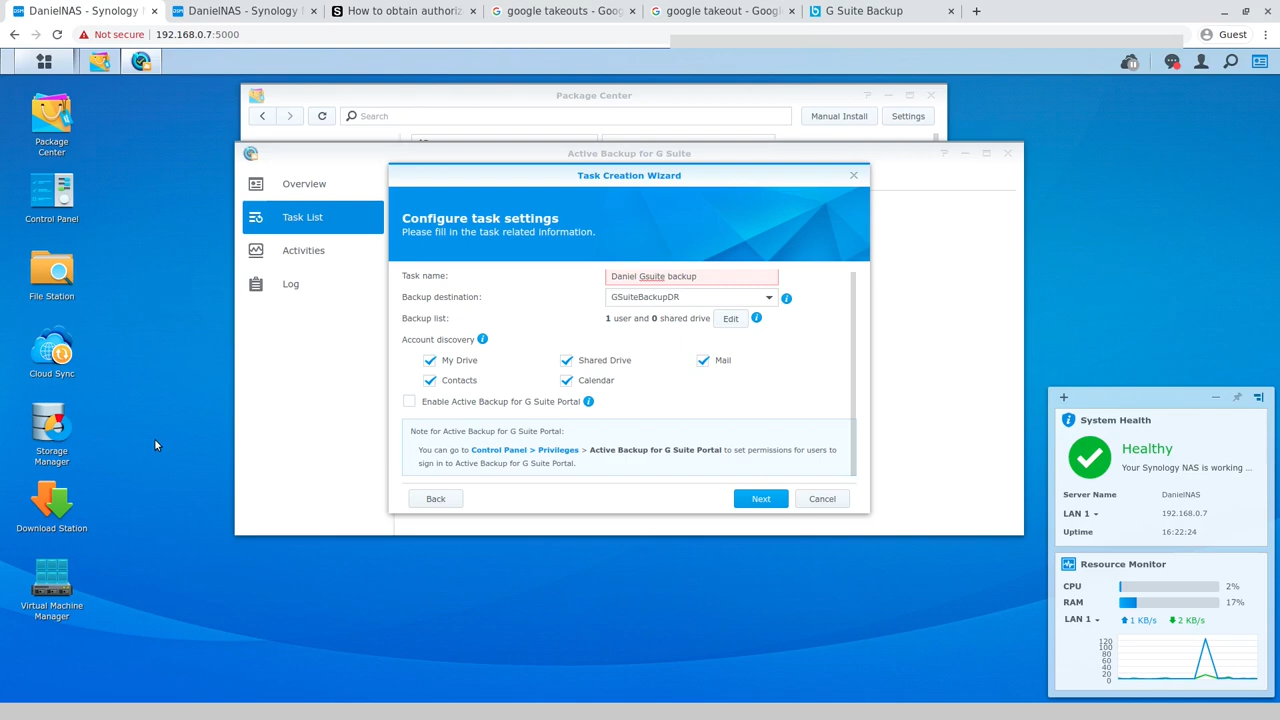 DanielNAS - Synology N
DanielNAS - Synology N
How to obtain authoriz
google takeouts - Goog
google takeout - Googl
G Suite Backup
Not secure
192.168.0.7:5000
Guest
Package Center
Search
Manual Install
Settings
Package
Center
Control Panel
File Station
Cloud Sync
Storage
Manager
Download Station
Virtual Machine
Manager
Active Backup for G Suite
Overview
Task List
Activities
Log
Task Creation Wizard
Configure task settings
Please fill in the task related information.
Task name:
Daniel Gsuite backup
Backup destination:
GSuiteBackupDR
Backup list:
1 user and 0 shared drive
Edit
Account discovery
My Drive
Shared Drive
Mail
Contacts
Calendar
Enable Active Backup for G Suite Portal
Note for Active Backup for G Suite Portal:
You can go to Control Panel > Privileges > Active Backup for G Suite Portal to set permissions for users to
sign in to Active Backup for G Suite Portal.
Back
Next
Cancel
System Health
Healthy
Your Synology NAS is working ...
Server Name
DanielNAS
LAN 1
192.168.0.7
Uptime
16:22:24
Resource Monitor
CPU
2%
RAM
17%
LAN 1
1 KB/s
2 KB/s
120
100
80
60
40
20
0